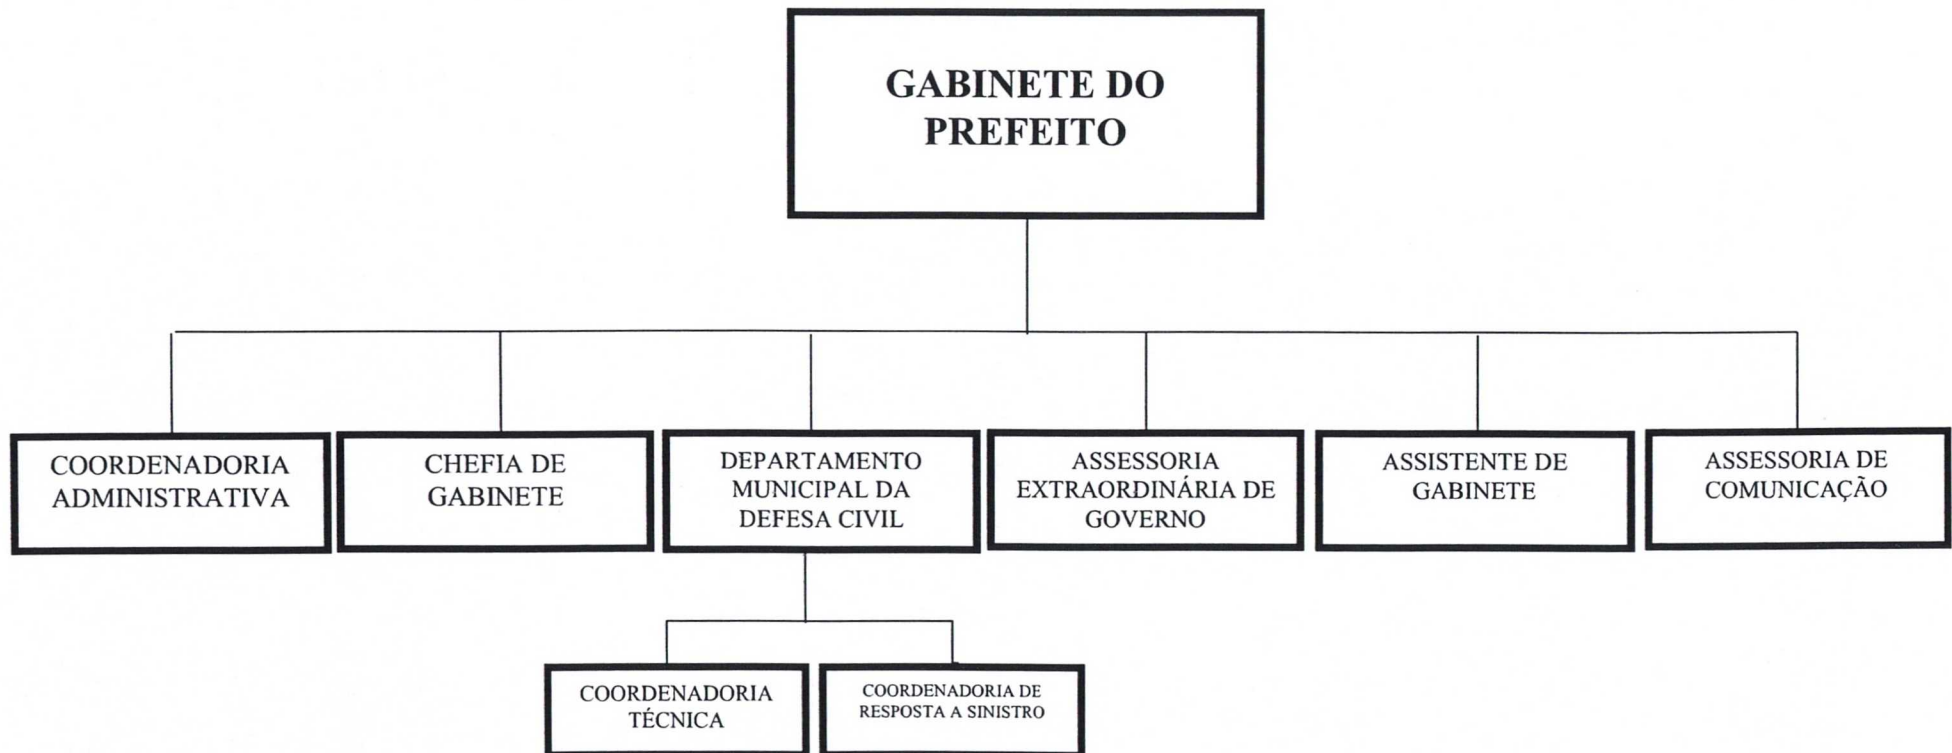 GABINETE DO
PREFEITO
COORDENADORIA
ADMINISTRATIVA
CHEFIA DE
GABINETE
DEPARTAMENTO
MUNICIPAL DA
DEFESA CIVIL
ASSESSORIA
EXTRAORDINÁRIA DE
GOVERNO
ASSISTENTE DE
GABINETE
ASSESSORIA DE
COMUNICAÇÃO
COORDENADORIA
TÉCNICA
COORDENADORIA DE
RESPOSTA A SINISTRO